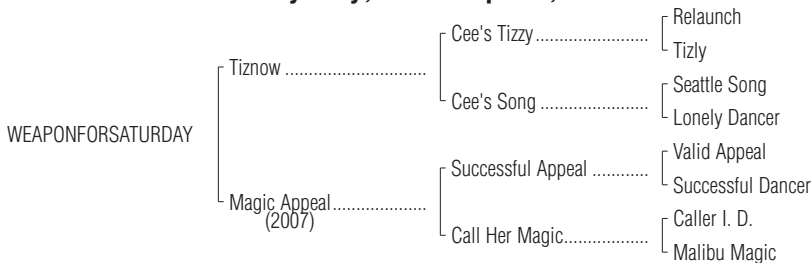 Relaunch
Cee's Tizzy
Tizly
Tiznow
Seattle Song
Cee's Song
Lonely Dancer
WEAPONFORSATURDAY
Valid Appeal
Successful Appeal
Successful Dancer
Magic Appeal
(2007)
Caller I. D.
Call Her Magic
Malibu Magic